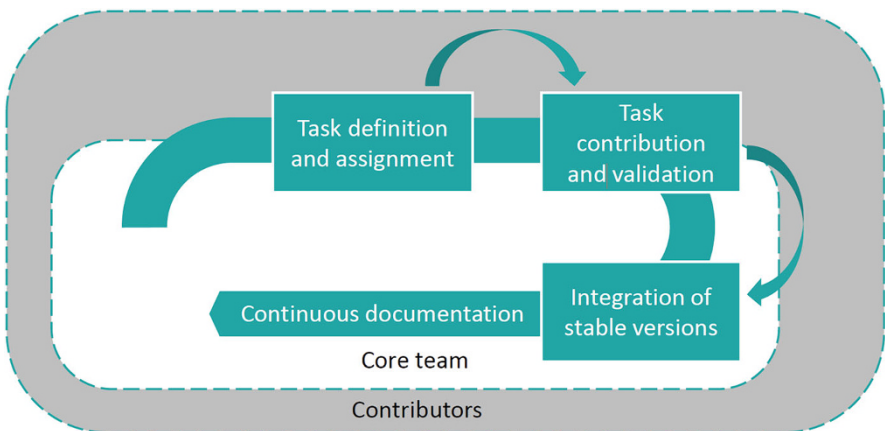 Task definition
and assignment
Task
contribution
and validation
Integration of
stable versions
Continuous documentation
Core team
Contributors